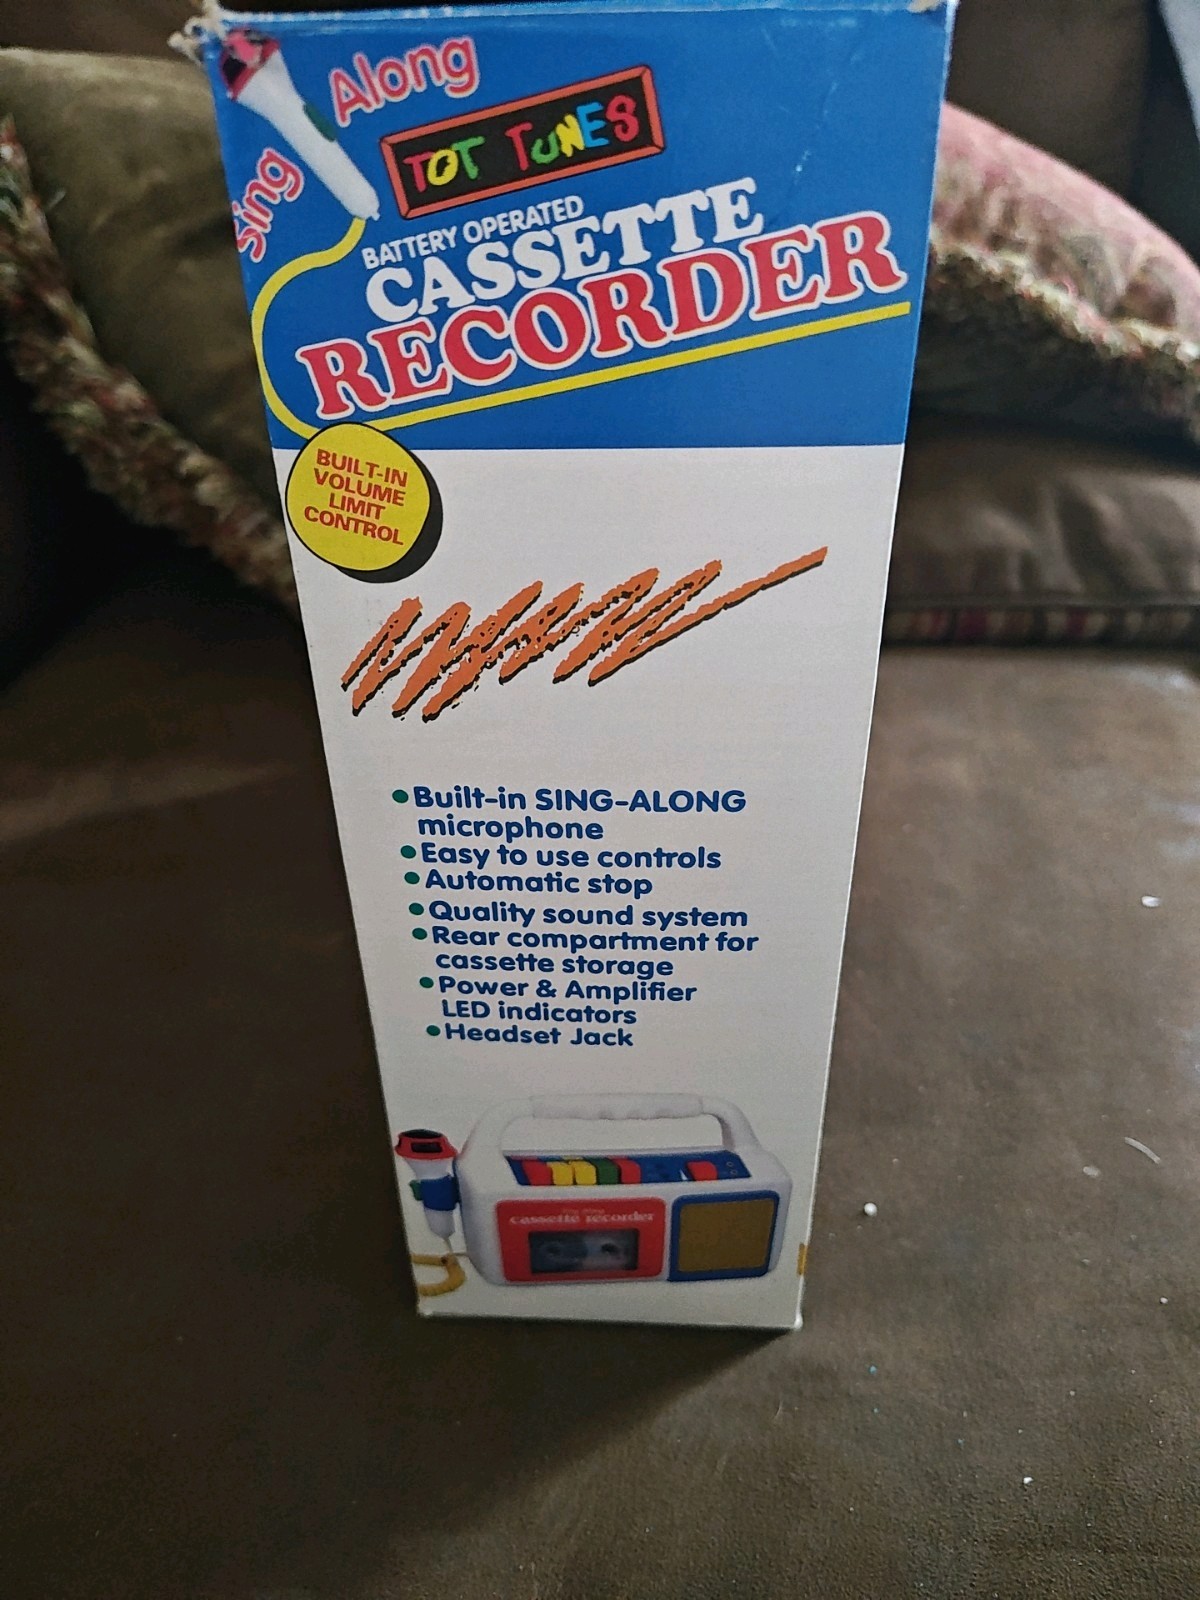 Sing Along
TOT TUNES
BATTERY OPERATED
CASSETTE
RECORDER
BUILT-IN
VOLUME
LIMIT
CONTROL
•Built-in SING-ALONG
microphone
•Easy to use controls
•Automatic stop
•Quality sound system
•Rear compartment for
cassette storage
•Power & Amplifier
LED indicators
•Headset Jack
cassette recorder